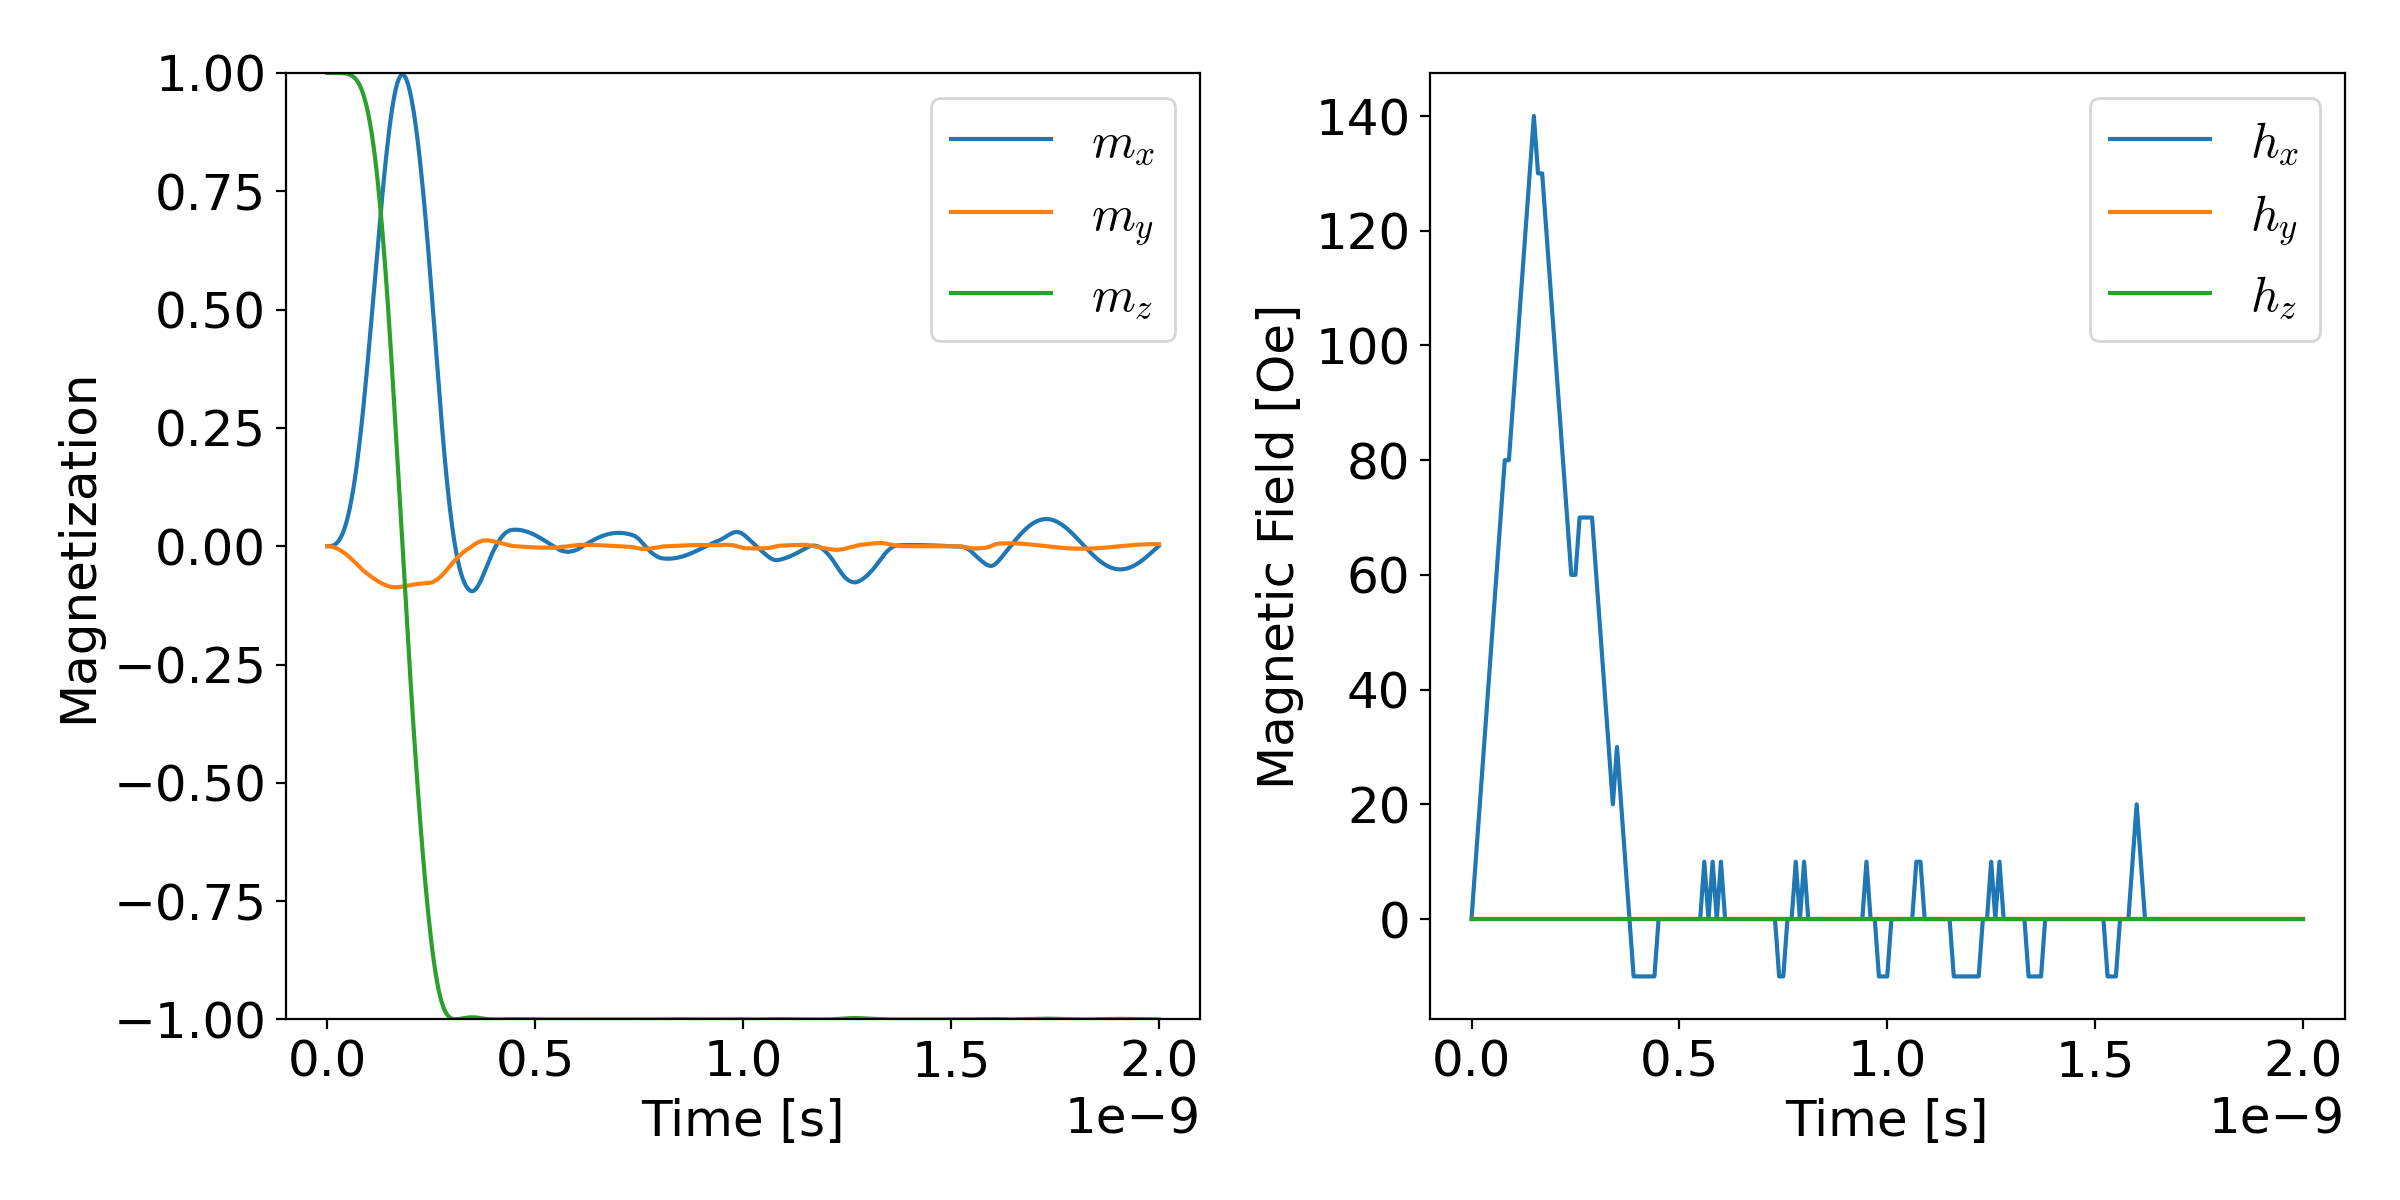 1.00
0.75
0.50
0.25
0.00
−0.25
−0.50
−0.75
−1.00
Magnetization
0.0 0.5 1.0 1.5 2.0
Time [s]
1e−9
m_x
m_y
m_z
140
120
100
80
60
40
20
0
Magnetic Field [Oe]
0.0 0.5 1.0 1.5 2.0
Time [s]
1e−9
h_x
h_y
h_z